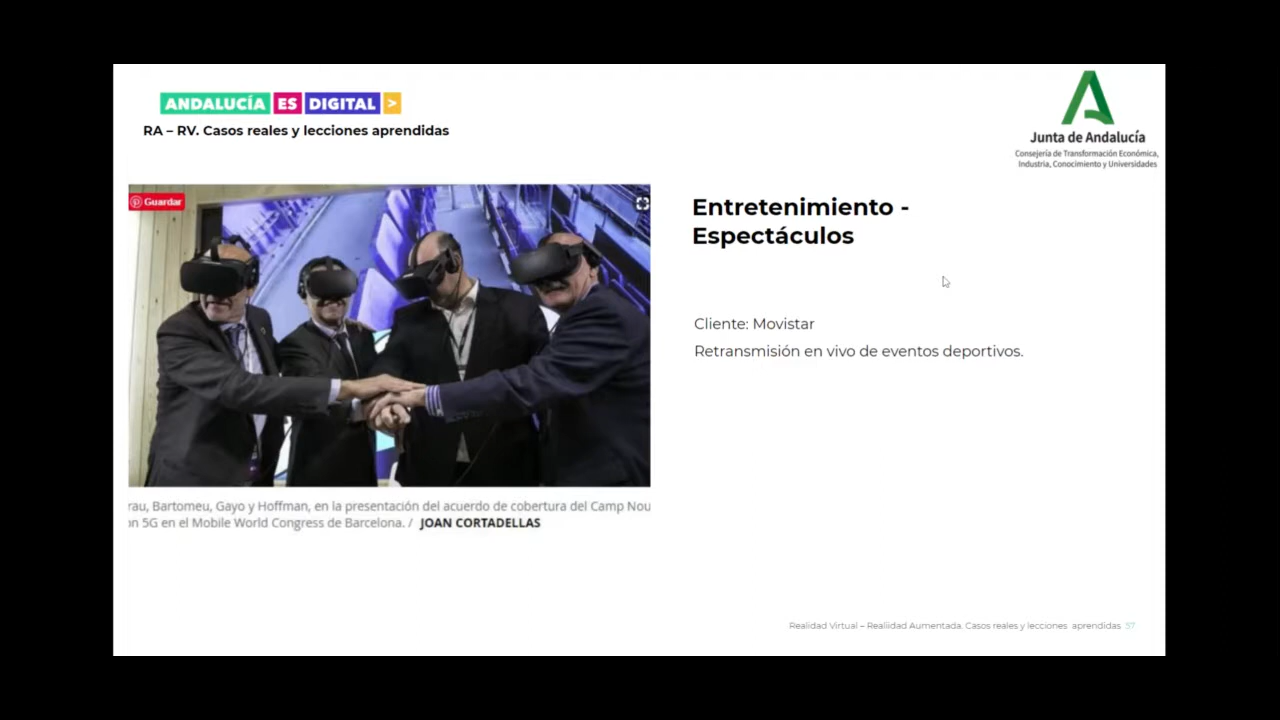 ANDALUCÍA ES DIGITAL >
RA – RV. Casos reales y lecciones aprendidas
Junta de Andalucía
Consejería de Transformación Económica,
Industria, Conocimiento y Universidades
Guardar
Entretenimiento -
Espectáculos
Cliente: Movistar
Retransmisión en vivo de eventos deportivos.
rau, Bartomeu, Gayo y Hoffman, en la presentación del acuerdo de cobertura del Camp Nou
on 5G en el Mobile World Congress de Barcelona. / JOAN CORTADELLAS
Realidad Virtual – Realiidad Aumentada. Casos reales y lecciones aprendidas 37